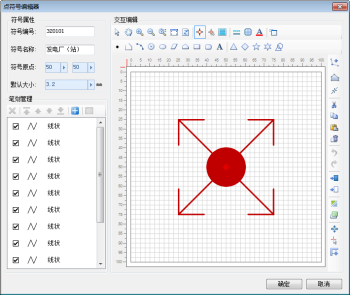 点符号编辑器
符号属性
符号编号: 320101
符号名称: 发电厂（站）
符号原点: 50 50
默认大小: 3.2 mm
笔划管理
线状
线状
线状
线状
线状
线状
线状
线状
线状
交互编辑
确定 取消